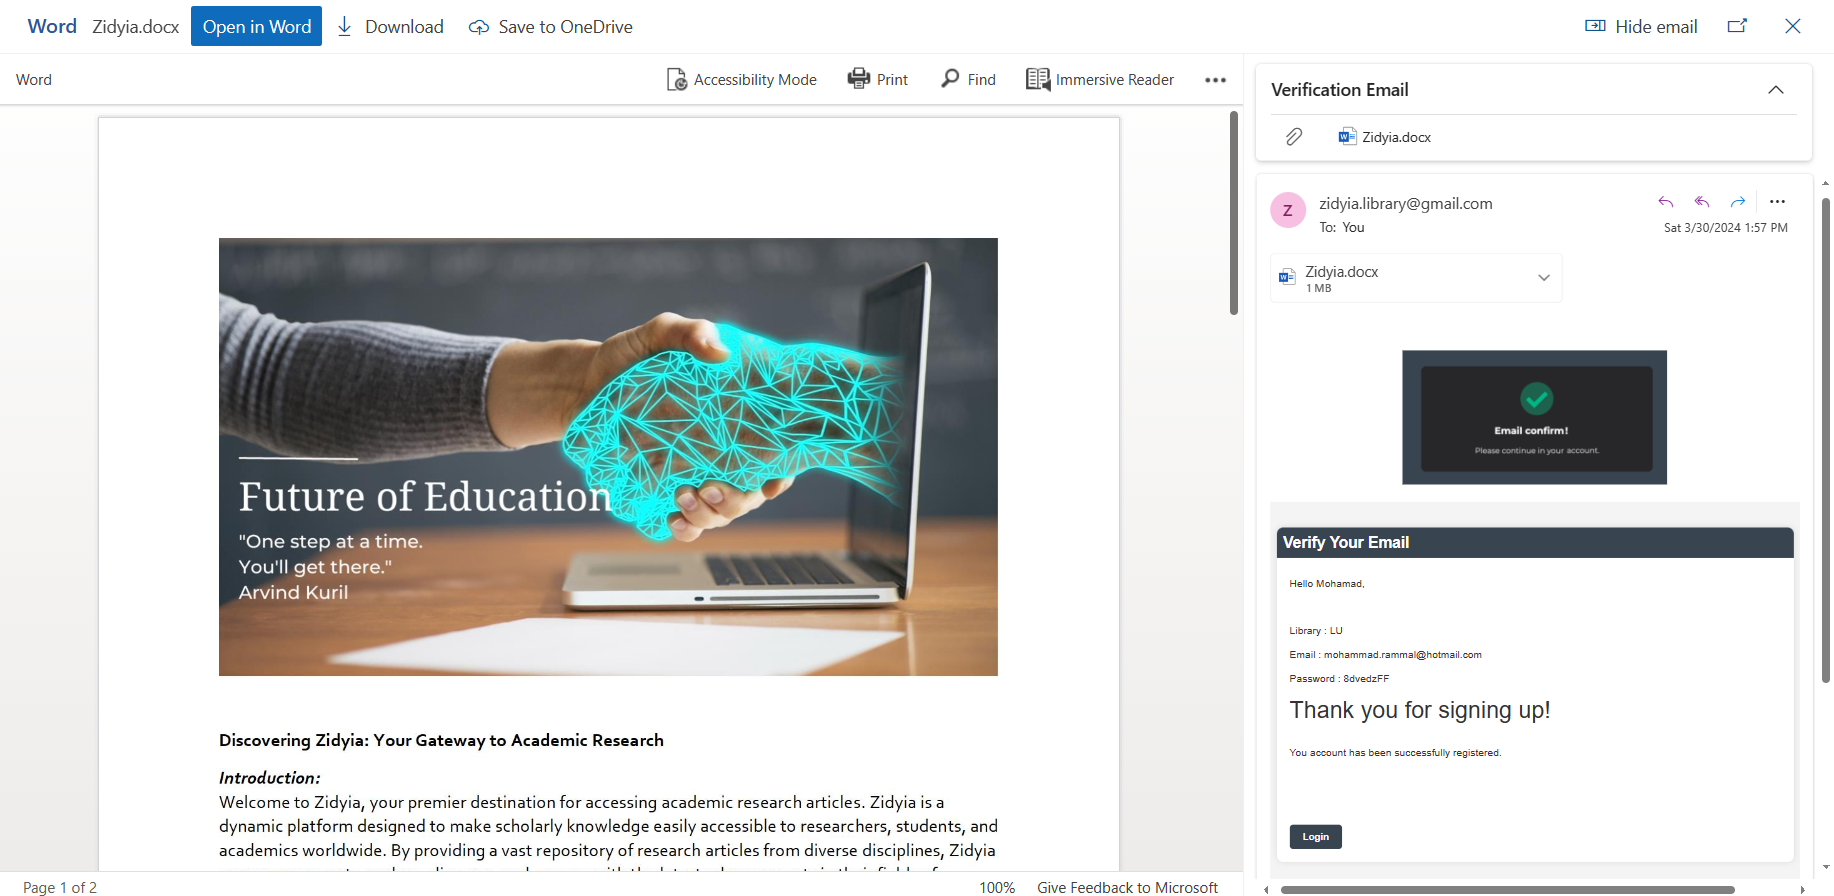 Word Zidyia.docx Open in Word Download Save to OneDrive Hide email
Word Accessibility Mode Print Find Immersive Reader
Future of Education
"One step at a time.
You'll get there."
Arvind Kuril
Discovering Zidyia: Your Gateway to Academic Research
Introduction:
Welcome to Zidyia, your premier destination for accessing academic research articles. Zidyia is a
dynamic platform designed to make scholarly knowledge easily accessible to researchers, students, and
academics worldwide. By providing a vast repository of research articles from diverse disciplines, Zidyia
Page 1 of 2 100% Give Feedback to Microsoft
Verification Email
Zidyia.docx
Z
zidyia.library@gmail.com
To: You
Sat 3/30/2024 1:57 PM
Zidyia.docx
1 MB
Email confirm!
Please continue in your account.
Verify Your Email
Hello Mohamad,
Library : LU
Email : mohammad.rammal@hotmail.com
Password : 8dvedzFF
Thank you for signing up!
You account has been successfully registered.
Login